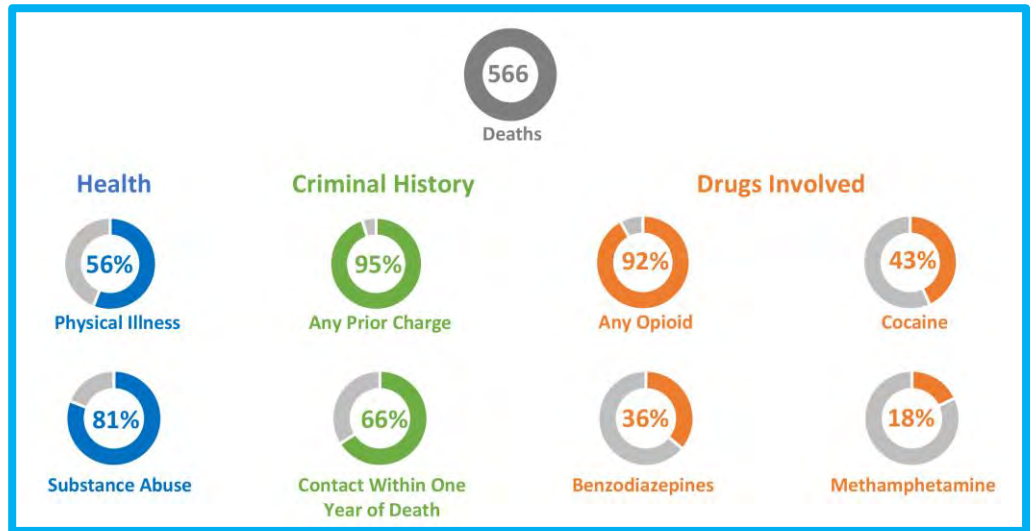 566
Deaths
Health
Criminal History
Drugs Involved
56%
Physical Illness
95%
Any Prior Charge
92%
Any Opioid
43%
Cocaine
81%
Substance Abuse
66%
Contact Within One
Year of Death
36%
Benzodiazepines
18%
Methamphetamine